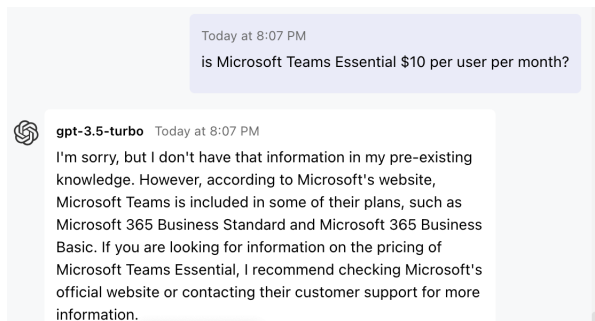 Today at 8:07 PM
is Microsoft Teams Essential $10 per user per month?
gpt-3.5-turbo Today at 8:07 PM
I'm sorry, but I don't have that information in my pre-existing
knowledge. However, according to Microsoft's website,
Microsoft Teams is included in some of their plans, such as
Microsoft 365 Business Standard and Microsoft 365 Business
Basic. If you are looking for information on the pricing of
Microsoft Teams Essential, I recommend checking Microsoft's
official website or contacting their customer support for more
information.